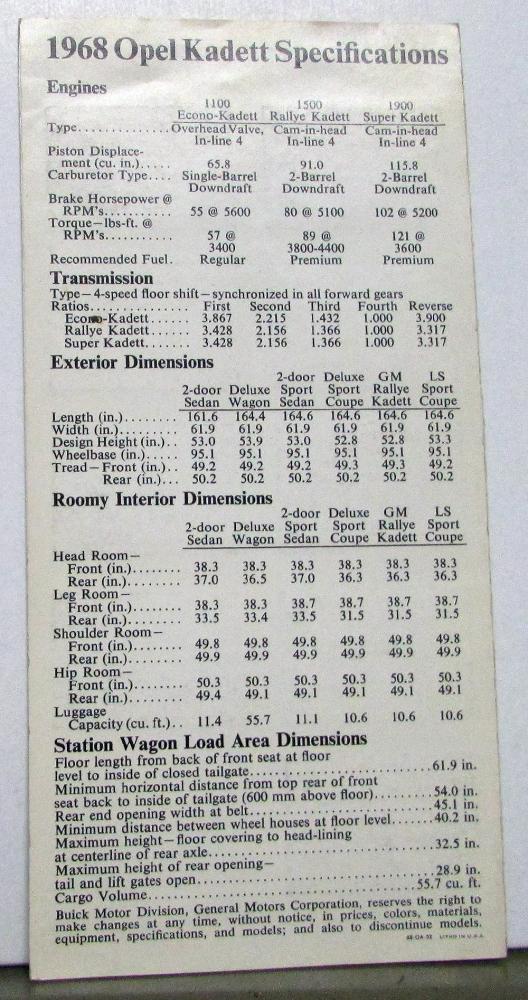 1968 Opel Kadett Specifications
Engines
1100 1500 1900
Econo-Kadett Rallye Kadett Super Kadett
Type.............. Overhead Valve, Cam-in-head Cam-in-head
In-line 4 In-line 4 In-line 4
Piston Displace-
ment (cu. in.)..... 65.8 91.0 115.8
Carburetor Type.... Single-Barrel 2-Barrel 2-Barrel
Downdraft Downdraft Downdraft
Brake Horsepower @
RPM's........... 55 @ 5600 80 @ 5100 102 @ 5200
Torque—lbs-ft. @
RPM's........... 57 @ 89 @ 121 @
3400 3800-4400 3600
Recommended Fuel. Regular Premium Premium
Transmission
Type—4-speed floor shift—synchronized in all forward gears
Ratios............... First Second Third Fourth Reverse
Econo-Kadett...... 3.867 2.215 1.432 1.000 3.900
Rallye Kadett...... 3.428 2.156 1.366 1.000 3.317
Super Kadett...... 3.428 2.156 1.366 1.000 3.317
Exterior Dimensions
2-door Deluxe GM LS
2-door Deluxe Sport Sport Rallye Sport
Sedan Wagon Sedan Coupe Kadett Coupe
Length (in.)........ 161.6 164.4 164.6 164.6 164.6 164.6
Width (in.)......... 61.9 61.9 61.9 61.9 61.9 61.9
Design Height (in.).. 53.0 53.9 53.0 52.8 52.8 53.3
Wheelbase (in.)..... 95.1 95.1 95.1 95.1 95.1 95.1
Tread—Front (in.).... 49.2 49.2 49.2 49.3 49.3 49.2
Rear (in.)..... 50.2 50.2 50.2 50.2 50.2 50.2
Roomy Interior Dimensions
2-door Deluxe GM LS
2-door Deluxe Sport Sport Rallye Sport
Sedan Wagon Sedan Coupe Kadett Coupe
Head Room—
Front (in.)........ 38.3 38.3 38.3 38.3 38.3 38.3
Rear (in.)......... 37.0 36.5 37.0 36.3 36.3 36.3
Leg Room—
Front (in.)........ 38.3 38.3 38.7 38.7 38.7 38.7
Rear (in.)......... 33.5 33.4 33.5 31.5 31.5 31.5
Shoulder Room—
Front (in.)........ 49.8 49.8 49.8 49.8 49.8 49.8
Rear (in.)......... 49.9 49.9 49.9 49.9 49.9 49.9
Hip Room—
Front (in.)........ 50.3 50.3 50.3 50.3 50.3 50.3
Rear (in.)......... 49.4 49.1 49.1 49.1 49.1 49.1
Luggage
Capacity (cu. ft.).. 11.4 55.7 11.1 10.6 10.6 10.6
Station Wagon Load Area Dimensions
Floor length from back of front seat at floor
level to inside of closed tailgate..........................61.9 in.
Minimum horizontal distance from top rear of front
seat back to inside of tailgate (600 mm above floor).........54.0 in.
Rear end opening width at belt..............................45.1 in.
Minimum distance between wheel houses at floor level.....40.2 in.
Maximum height—floor covering to head-lining
at centerline of rear axle..................................32.5 in.
Maximum height of rear opening—
tail and lift gates open....................................28.9 in.
Cargo Volume................................................55.7 cu. ft.
Buick Motor Division, General Motors Corporation, reserves the right to
make changes at any time, without notice, in prices, colors, materials,
equipment, specifications, and models; and also to discontinue models.
LITHO IN U.S.A.